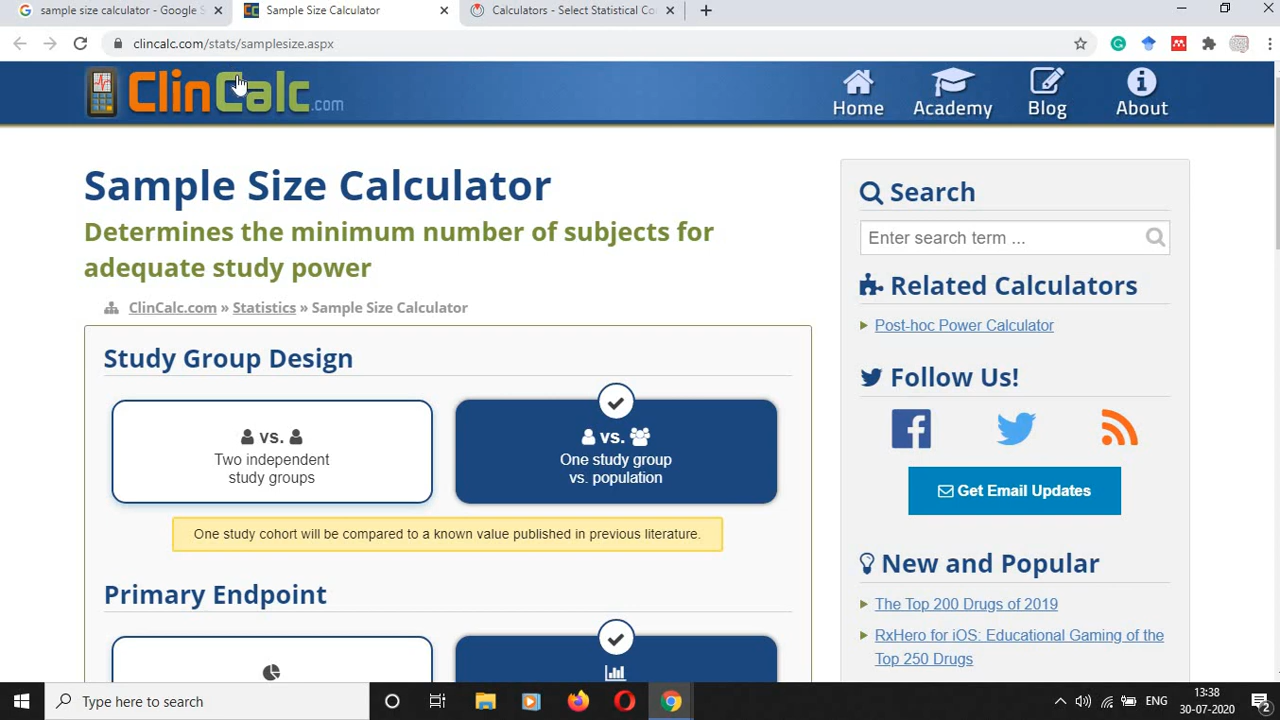 sample size calculator - Google S
Sample Size Calculator
Calculators - Select Statistical Co
clincalc.com/stats/samplesize.aspx
ClinCalc.com
Home
Academy
Blog
About
Sample Size Calculator
Determines the minimum number of subjects for
adequate study power
ClinCalc.com » Statistics » Sample Size Calculator
Study Group Design
vs.
Two independent
study groups
vs.
One study group
vs. population
One study cohort will be compared to a known value published in previous literature.
Primary Endpoint
Search
Enter search term ...
Related Calculators
Post-hoc Power Calculator
Follow Us!
Get Email Updates
New and Popular
The Top 200 Drugs of 2019
RxHero for iOS: Educational Gaming of the
Top 250 Drugs
Type here to search
ENG
13:38
30-07-2020
2